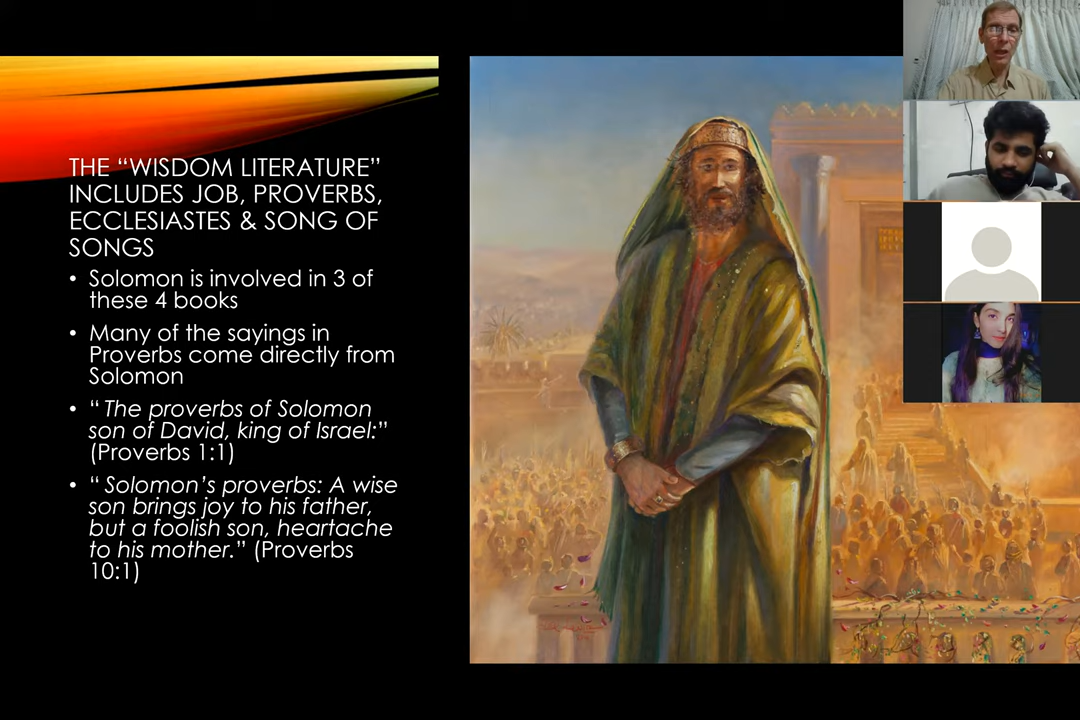 THE “WISDOM LITERATURE”
INCLUDES JOB, PROVERBS,
ECCLESIASTES & SONG OF
SONGS
• Solomon is involved in 3 of
these 4 books
• Many of the sayings in
Proverbs come directly from
Solomon
• “ The proverbs of Solomon
son of David, king of Israel:”
(Proverbs 1:1)
• “ Solomon’s proverbs: A wise
son brings joy to his father,
but a foolish son, heartache
to his mother.” (Proverbs
10:1)